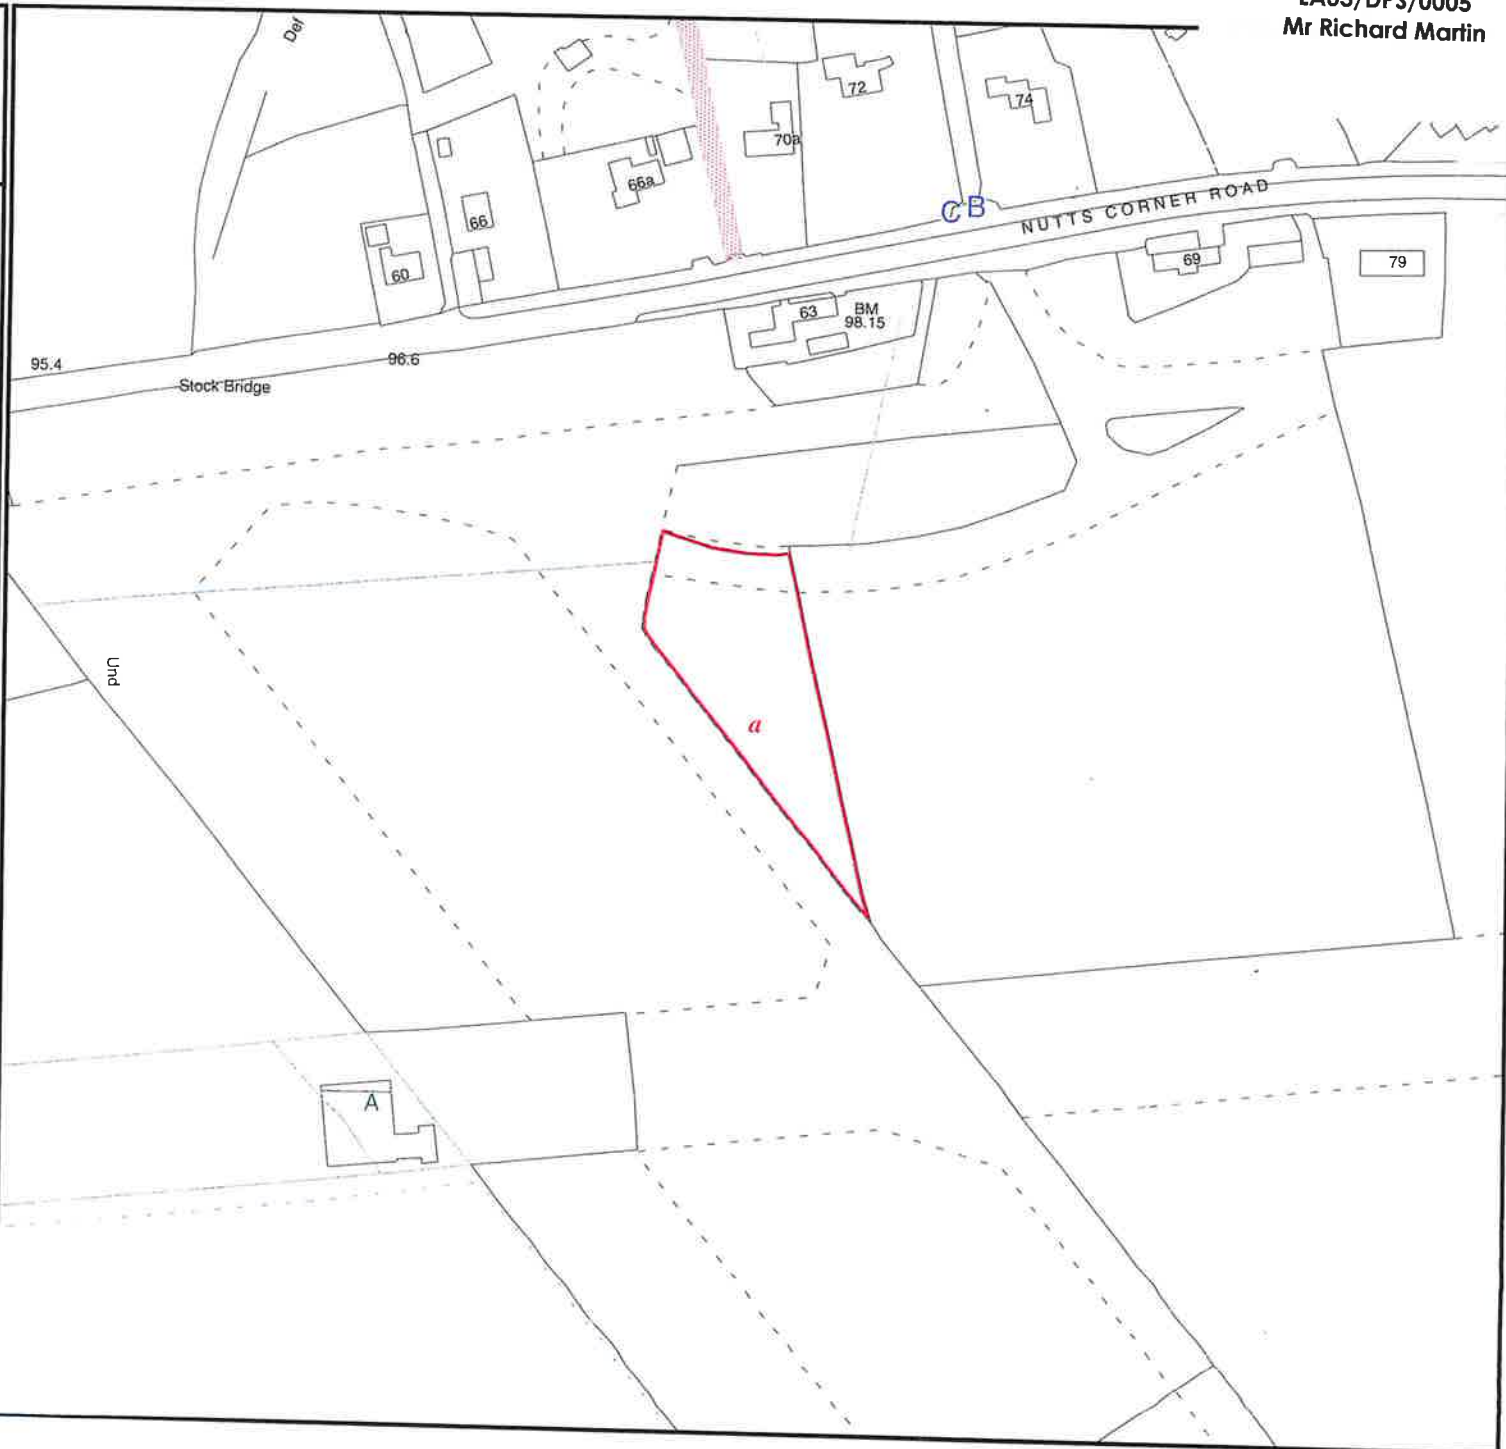 Mr Richard Martin
Def
72
74
70a
66a
66
60
C B
NUTTS CORNER ROAD
69
79
63
BM
98.15
95.4
96.6
Stock Bridge
Und
a
A